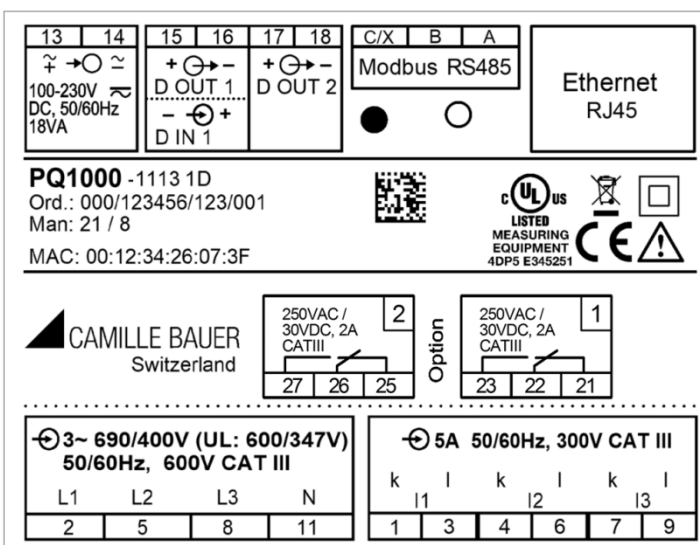 13 14
100-230V
DC, 50/60Hz
18VA
15 16
+ -
D OUT 1
- +
D IN 1
17 18
+ -
D OUT 2
C/X B A
Modbus RS485
Ethernet
RJ45
PQ1000 -1113 1D
Ord.: 000/123456/123/001
Man: 21 / 8
MAC: 00:12:34:26:07:3F
c UL us
LISTED
MEASURING
EQUIPMENT
4DP5 E345251
CE
CAMILLE BAUER
Switzerland
250VAC / 2
30VDC, 2A
CATIII
27 26 25
Option
250VAC / 1
30VDC, 2A
CATIII
23 22 21
3~ 690/400V (UL: 600/347V)
50/60Hz, 600V CAT III
L1 L2 L3 N
2 5 8 11
5A 50/60Hz, 300V CAT III
k l k l k l
I1 I2 I3
1 3 4 6 7 9